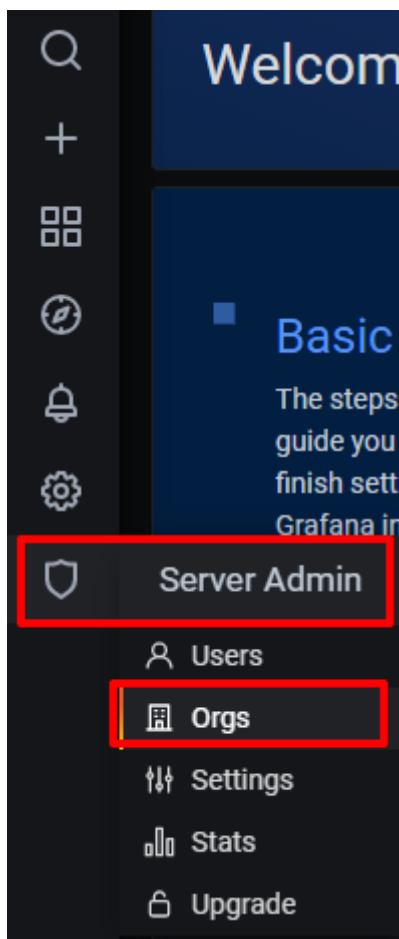 Welcom
Basic
The steps
guide you
finish sett
Grafana in
Server Admin
Users
Orgs
Settings
Stats
Upgrade